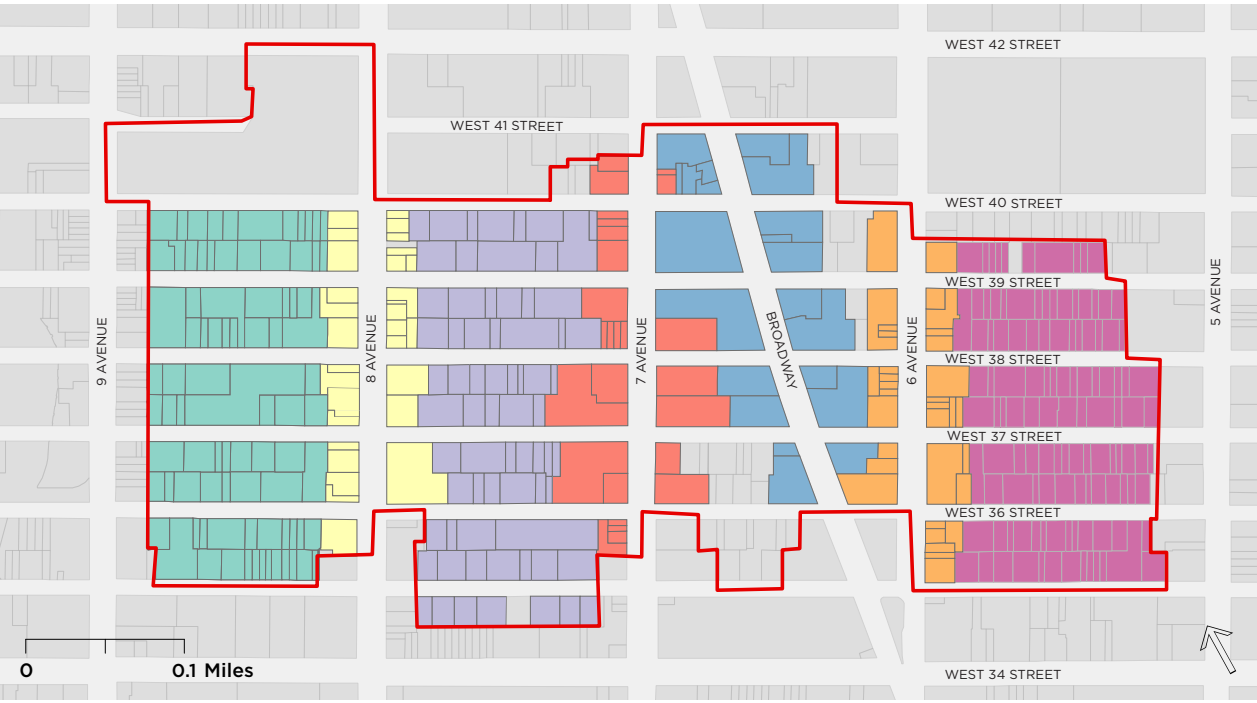 WEST 42 STREET
WEST 41 STREET
WEST 40 STREET
WEST 39 STREET
WEST 38 STREET
WEST 37 STREET
WEST 36 STREET
WEST 34 STREET
9 AVENUE
8 AVENUE
7 AVENUE
BROADWAY
6 AVENUE
5 AVENUE
0
0.1 Miles